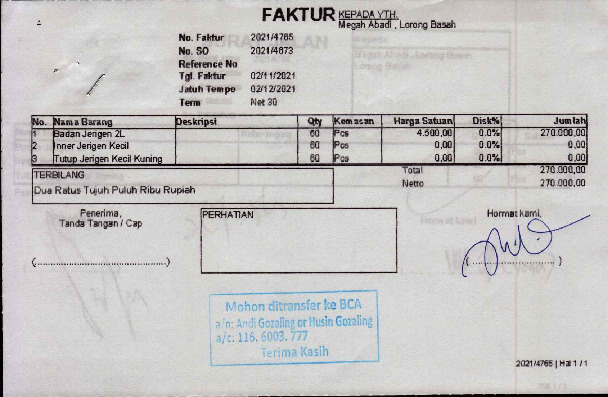 FAKTUR
KEPADA YTH.
Megah Abadi , Lorong Basah
No. Faktur 2021/4765
No. SO 2021/4673
Reference No
Tgl. Faktur 02/11/2021
Jatuh Tempo 02/12/2021
Term Net 30
No. Nama Barang Deskripsi Qty Kemasan Harga Satuan Disk% Jumlah
1 Badan Jerigen 2L 60 Pcs 4.500,00 0.0% 270.000,00
2 Inner Jerigen Kecil 60 Pcs 0,00 0.0% 0,00
3 Tutup Jerigen Kecil Kuning 60 Pcs 0,00 0.0% 0,00
TERBILANG Total 270.000,00
Dua Ratus Tujuh Puluh Ribu Rupiah Netto 270.000,00
Penerima, PERHATIAN Hormat kami,
Tanda Tangan / Cap
(........................................) (........................)
Mohon ditransfer ke BCA
a/n: Andi Gozaling or Husin Gozaling
a/c. 116. 6003. 777
Terima Kasih
2021/4765 | Hal 1 / 1